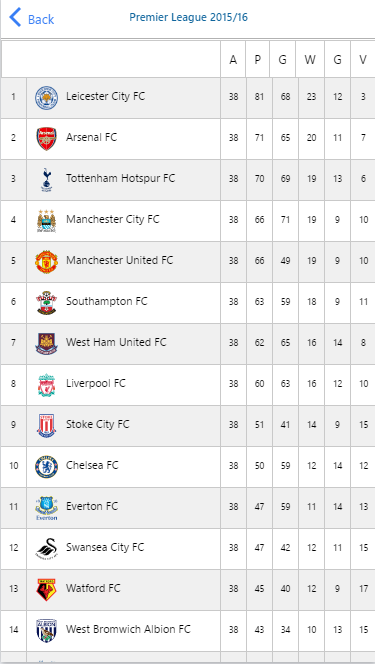 Back
Premier League 2015/16
A P G W G V
1 Leicester City FC 38 81 68 23 12 3
2 Arsenal FC 38 71 65 20 11 7
3 Tottenham Hotspur FC 38 70 69 19 13 6
4 Manchester City FC 38 66 71 19 9 10
5 Manchester United FC 38 66 49 19 9 10
6 Southampton FC 38 63 59 18 9 11
7 West Ham United FC 38 62 65 16 14 8
8 Liverpool FC 38 60 63 16 12 10
9 Stoke City FC 38 51 41 14 9 15
10 Chelsea FC 38 50 59 12 14 12
11 Everton FC 38 47 59 11 14 13
12 Swansea City FC 38 47 42 12 11 15
13 Watford FC 38 45 40 12 9 17
14 West Bromwich Albion FC 38 43 34 10 13 15